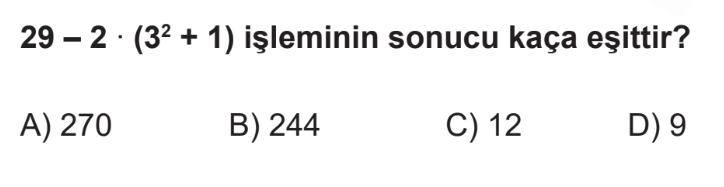 29 – 2 · (3² + 1) işleminin sonucu kaça eşittir?
A) 270 B) 244 C) 12 D) 9